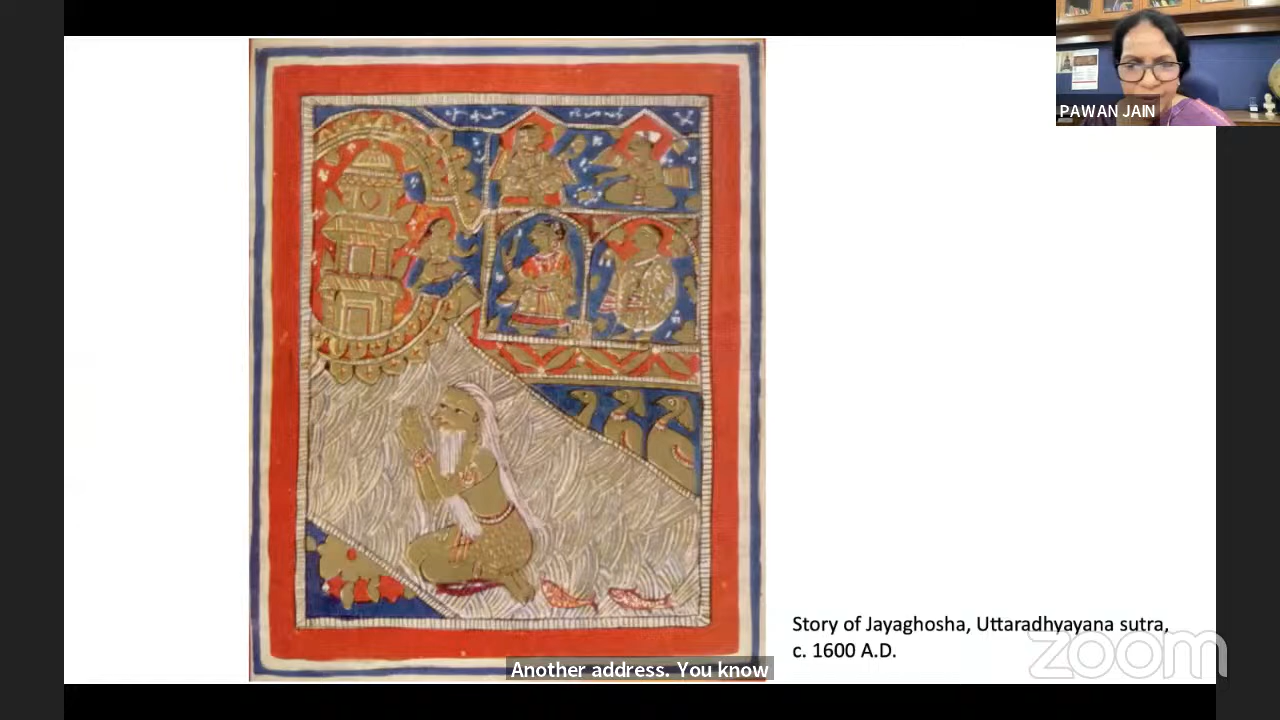 PAWAN JAIN
Story of Jayaghosha, Uttaradhyayana sutra,
c. 1600 A.D.
zoom
Another address. You know